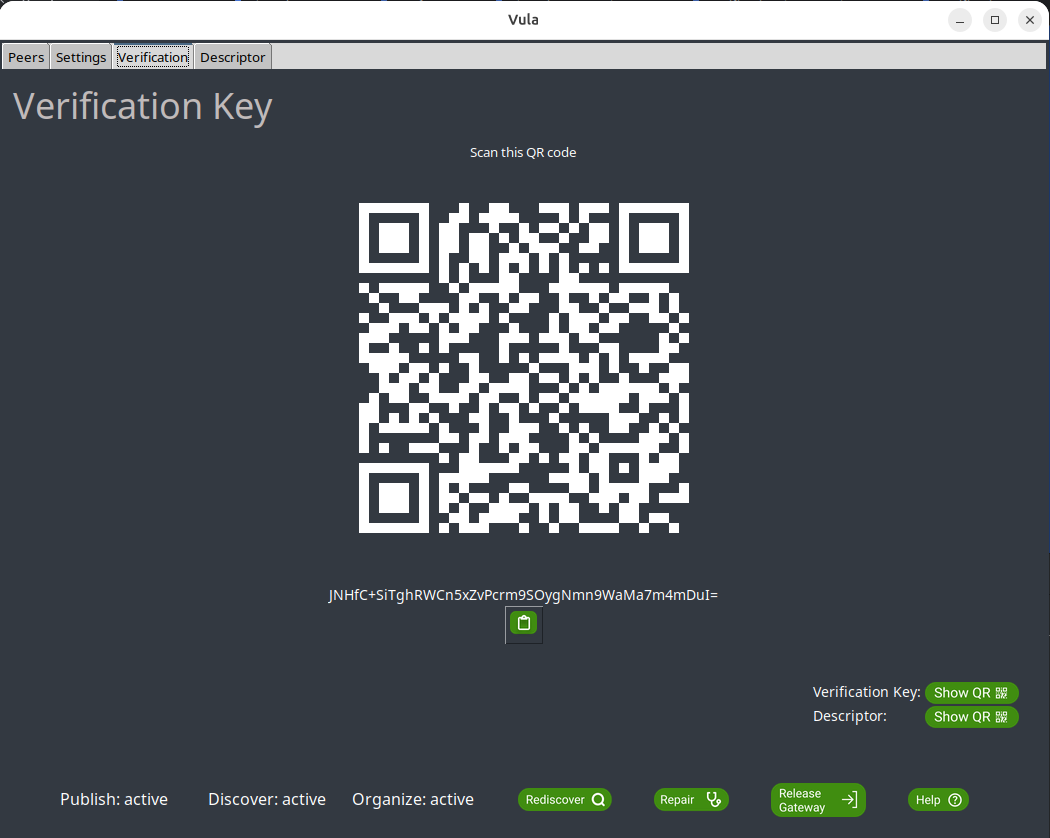 Vula
Peers Settings Verification Descriptor
Verification Key
Scan this QR code
JNHfC+SiTghRWCn5xZvPcrm9SOygNmn9WaMa7m4mDuI=
Verification Key: Show QR
Descriptor: Show QR
Publish: active Discover: active Organize: active Rediscover Repair Release Gateway Help